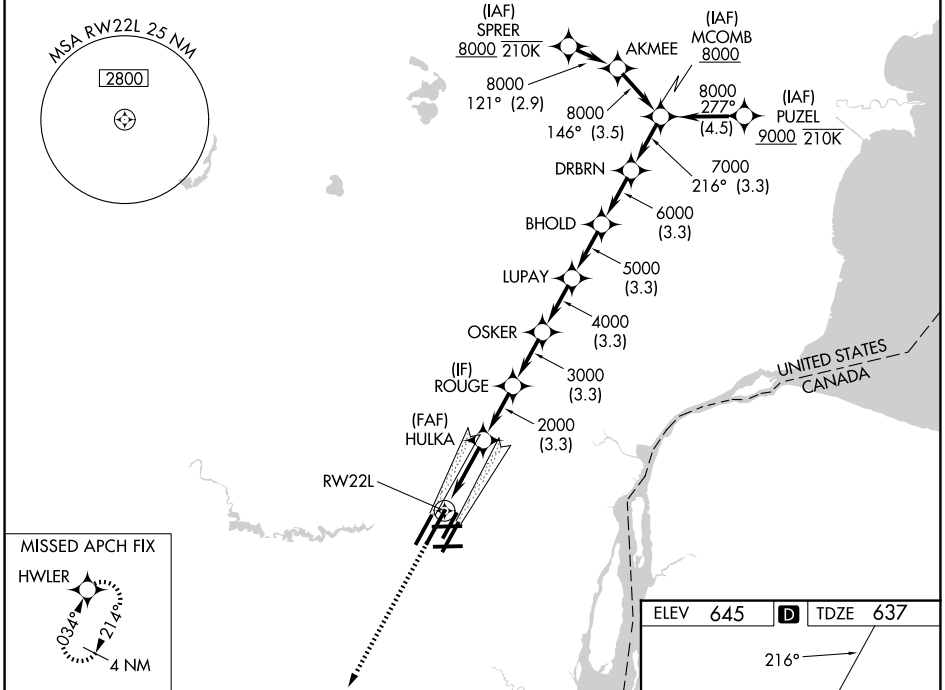 MSA RW22L 25 NM
2800
(IAF)
SPRER
8000 210K
8000
121° (2.9)
AKMEE
8000
146° (3.5)
(IAF)
MCOMB
8000
8000
277°
(4.5)
(IAF)
PUZEL
9000 210K
7000
216° (3.3)
DRBRN
6000
(3.3)
BHOLD
5000
(3.3)
LUPAY
4000
(3.3)
OSKER
3000
(3.3)
(IF)
ROUGE
2000
(3.3)
(FAF)
HULKA
RW22L
UNITED STATES
CANADA
MISSED APCH FIX
HWLER
034°
214°
4 NM
ELEV 645 D TDZE 637
216°